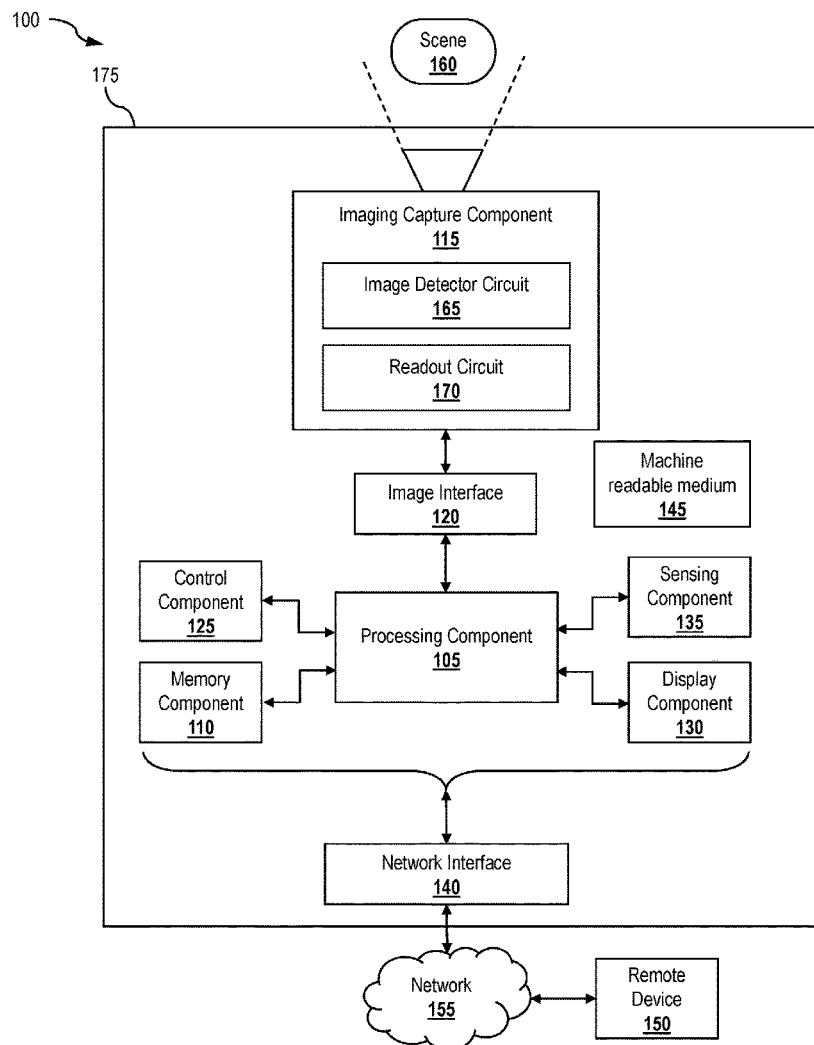 100
175
Scene
160
Imaging Capture Component
115
Image Detector Circuit
165
Readout Circuit
170
Image Interface
120
Machine
readable medium
145
Control
Component
125
Sensing
Component
135
Processing Component
105
Memory
Component
110
Display
Component
130
Network Interface
140
Network
155
Remote
Device
150